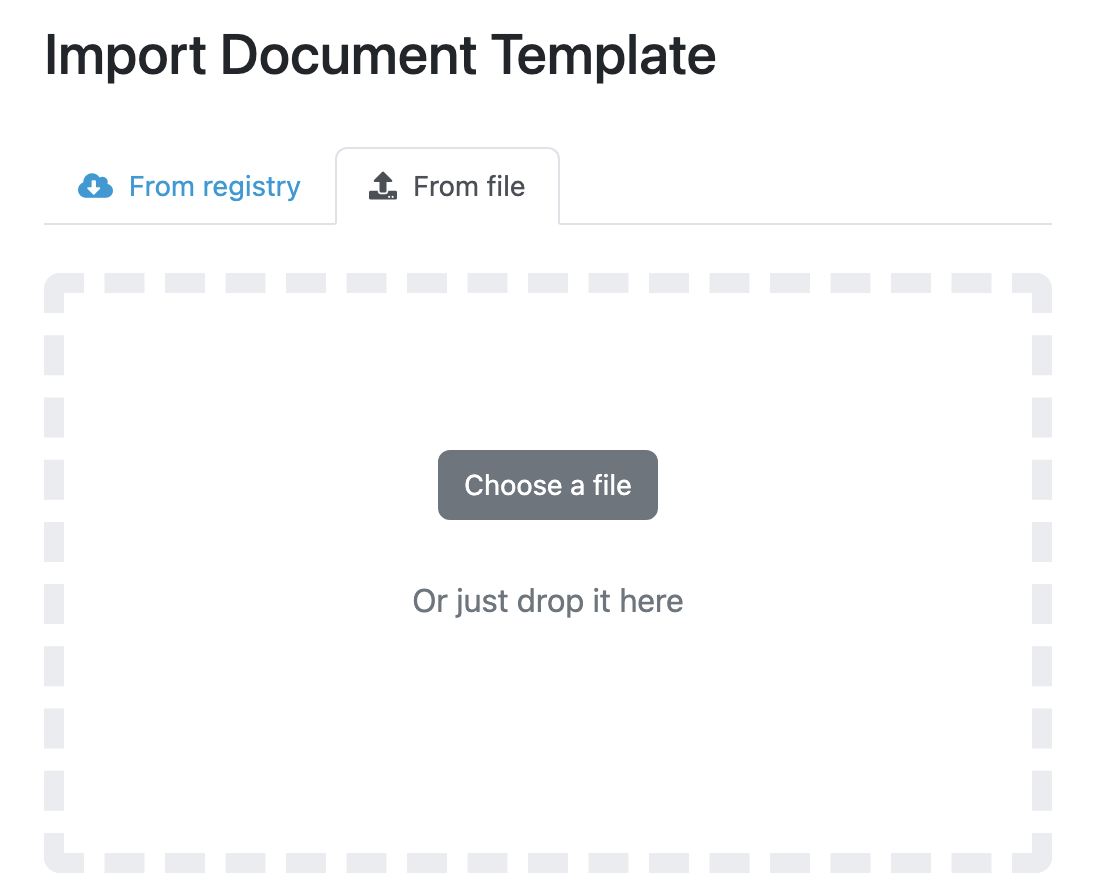 Import Document Template
From registry
From file
Choose a file
Or just drop it here